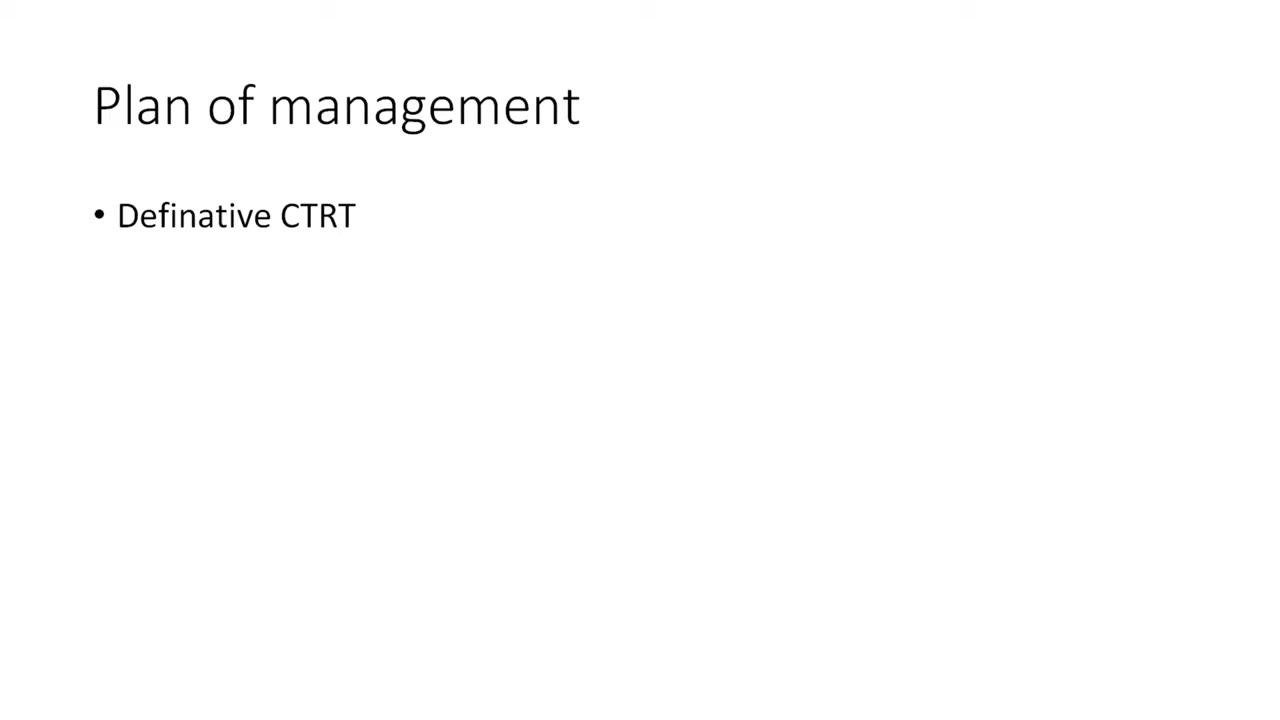 Plan of management
• Definative CTRT